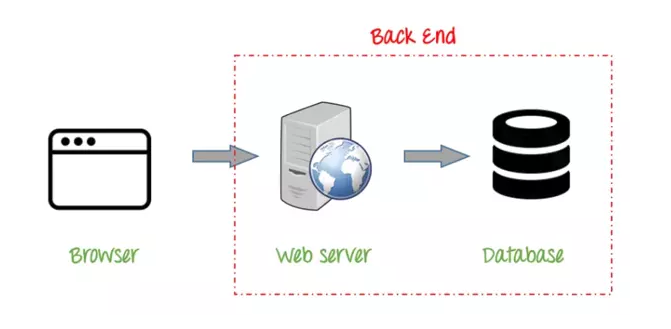 Back End
Browser
Web server
Database